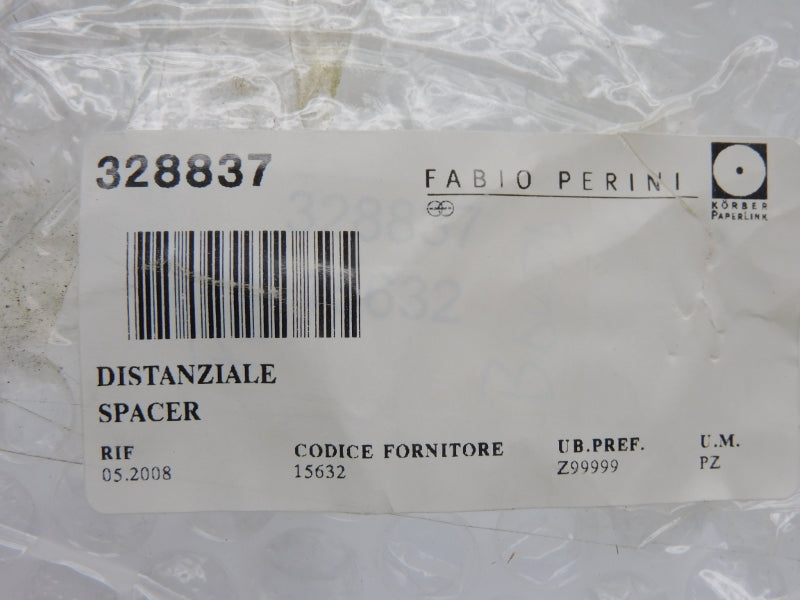 328837
FABIO PERINI
KÖRBER
PAPERLINK
DISTANZIALE
SPACER
RIF CODICE FORNITORE UB.PREF. U.M.
05.2008 15632 Z99999 PZ